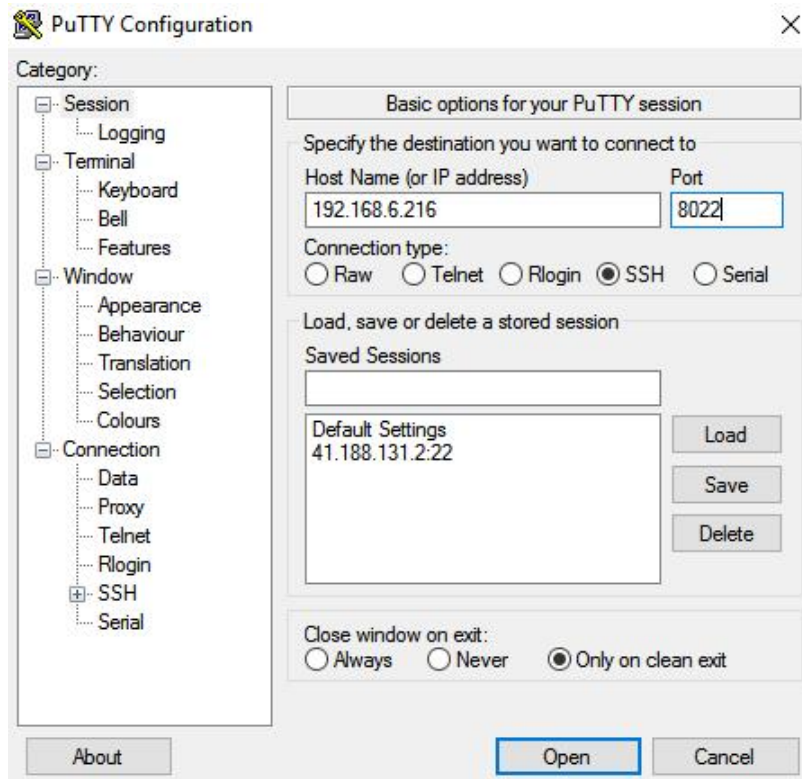 PuTTY Configuration
Category:
Session
Logging
Terminal
Keyboard
Bell
Features
Window
Appearance
Behaviour
Translation
Selection
Colours
Connection
Data
Proxy
Telnet
Rlogin
SSH
Serial
Basic options for your PuTTY session
Specify the destination you want to connect to
Host Name (or IP address) Port
192.168.6.216 8022
Connection type:
Raw Telnet Rlogin SSH Serial
Load, save or delete a stored session
Saved Sessions
Default Settings
41.188.131.2:22
Load
Save
Delete
Close window on exit:
Always Never Only on clean exit
About Open Cancel